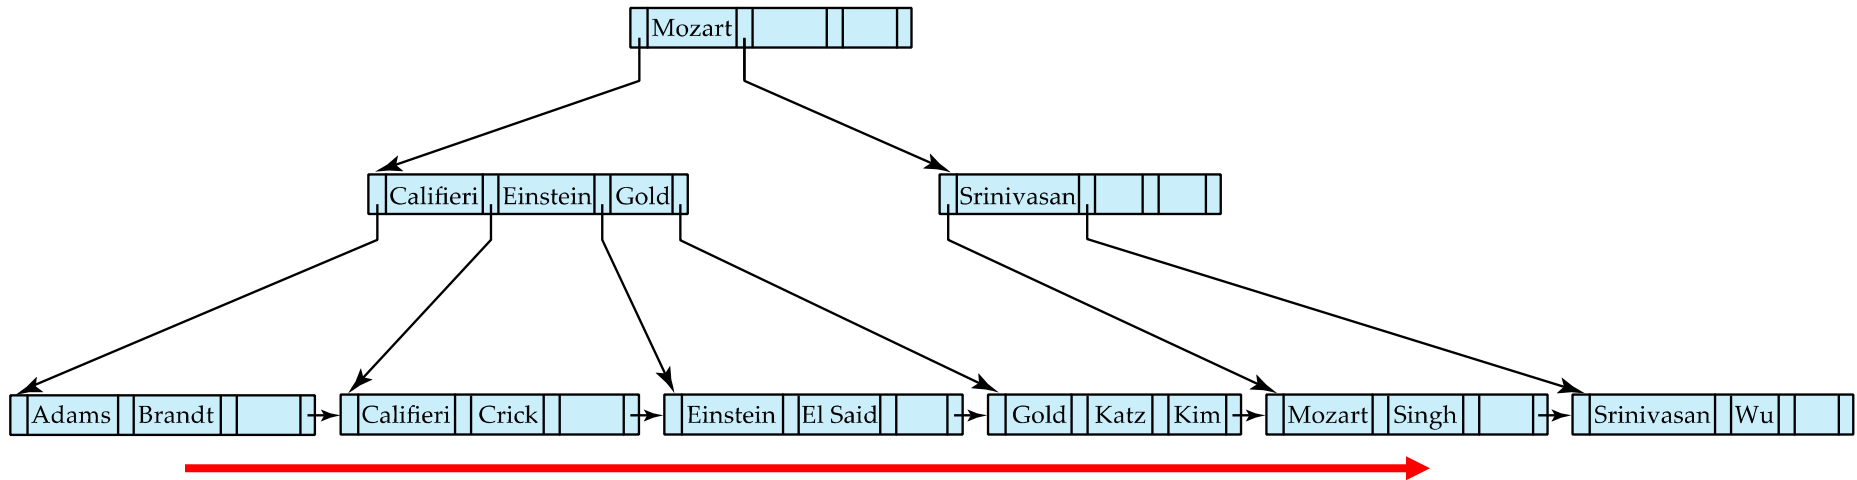 Mozart
Califieri Einstein Gold Srinivasan
Adams Brandt Califieri Crick Einstein El Said Gold Katz Kim Mozart Singh Srinivasan Wu